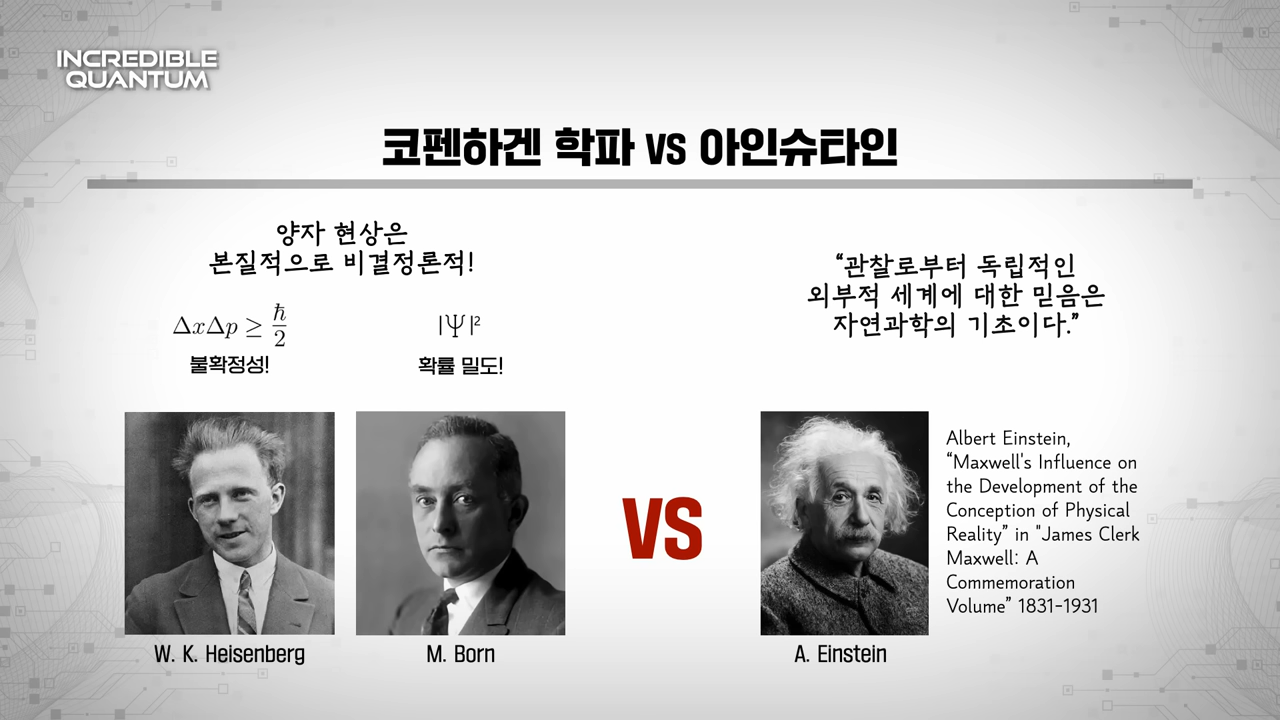 INCREDIBLE
QUANTUM
코펜하겐 학파 VS 아인슈타인
양자 현상은
본질적으로 비결정론적!
ΔxΔp ≥ ħ/2
불확정성!
|Ψ|²
확률 밀도!
“관찰로부터 독립적인
외부적 세계에 대한 믿음은
자연과학의 기초이다.”
W. K. Heisenberg
M. Born
VS
A. Einstein
Albert Einstein,
“Maxwell's Influence on
the Development of the
Conception of Physical
Reality” in "James Clerk
Maxwell: A
Commemoration
Volume” 1831-1931